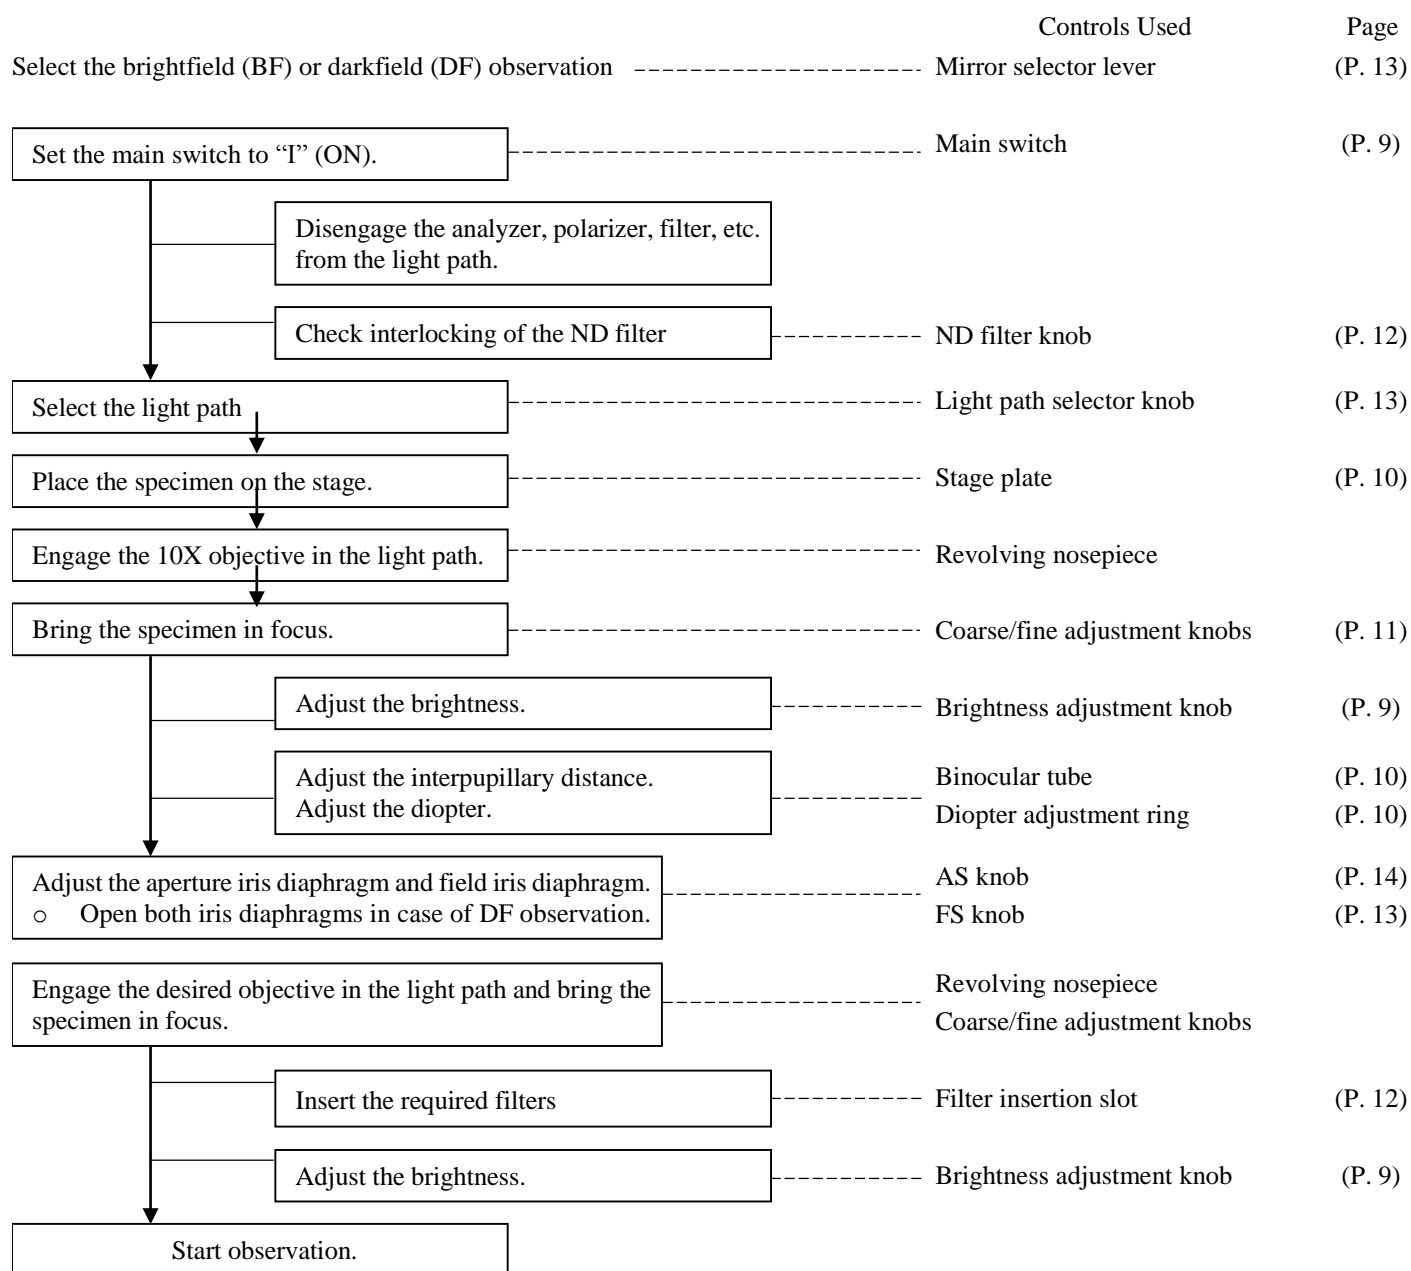 Controls Used Page
Select the brightfield (BF) or darkfield (DF) observation Mirror selector lever (P. 13)
Set the main switch to “I” (ON). Main switch (P. 9)
Disengage the analyzer, polarizer, filter, etc.
from the light path.
Check interlocking of the ND filter ND filter knob (P. 12)
Select the light path Light path selector knob (P. 13)
Place the specimen on the stage. Stage plate (P. 10)
Engage the 10X objective in the light path. Revolving nosepiece
Bring the specimen in focus. Coarse/fine adjustment knobs (P. 11)
Adjust the brightness. Brightness adjustment knob (P. 9)
Adjust the interpupillary distance. Binocular tube (P. 10)
Adjust the diopter. Diopter adjustment ring (P. 10)
Adjust the aperture iris diaphragm and field iris diaphragm. AS knob (P. 14)
o Open both iris diaphragms in case of DF observation. FS knob (P. 13)
Engage the desired objective in the light path and bring the Revolving nosepiece
specimen in focus. Coarse/fine adjustment knobs
Insert the required filters Filter insertion slot (P. 12)
Adjust the brightness. Brightness adjustment knob (P. 9)
Start observation.